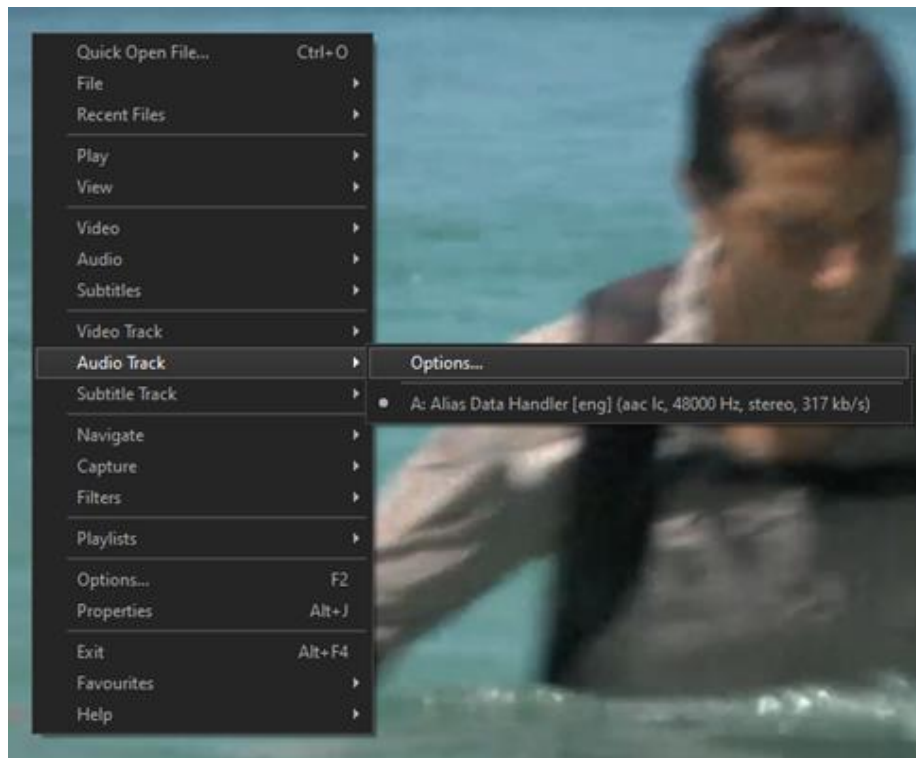 Quick Open File... Ctrl+O
File
Recent Files
Play
View
Video
Audio
Subtitles
Video Track
Audio Track
Options...
Subtitle Track
A: Alias Data Handler [eng] (aac lc, 48000 Hz, stereo, 317 kb/s)
Navigate
Capture
Filters
Playlists
Options... F2
Properties Alt+J
Exit Alt+F4
Favourites
Help